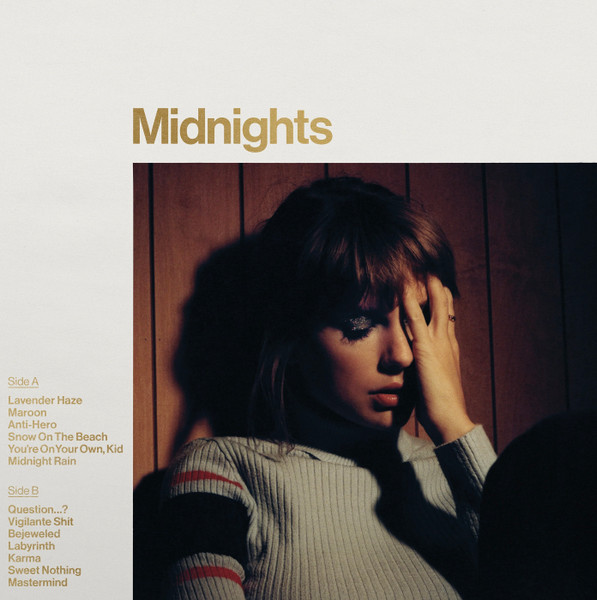 Midnights
Side A
Lavender Haze
Maroon
Anti-Hero
Snow On The Beach
You're On Your Own, Kid
Midnight Rain
Side B
Question...?
Vigilante Shit
Bejeweled
Labyrinth
Karma
Sweet Nothing
Mastermind